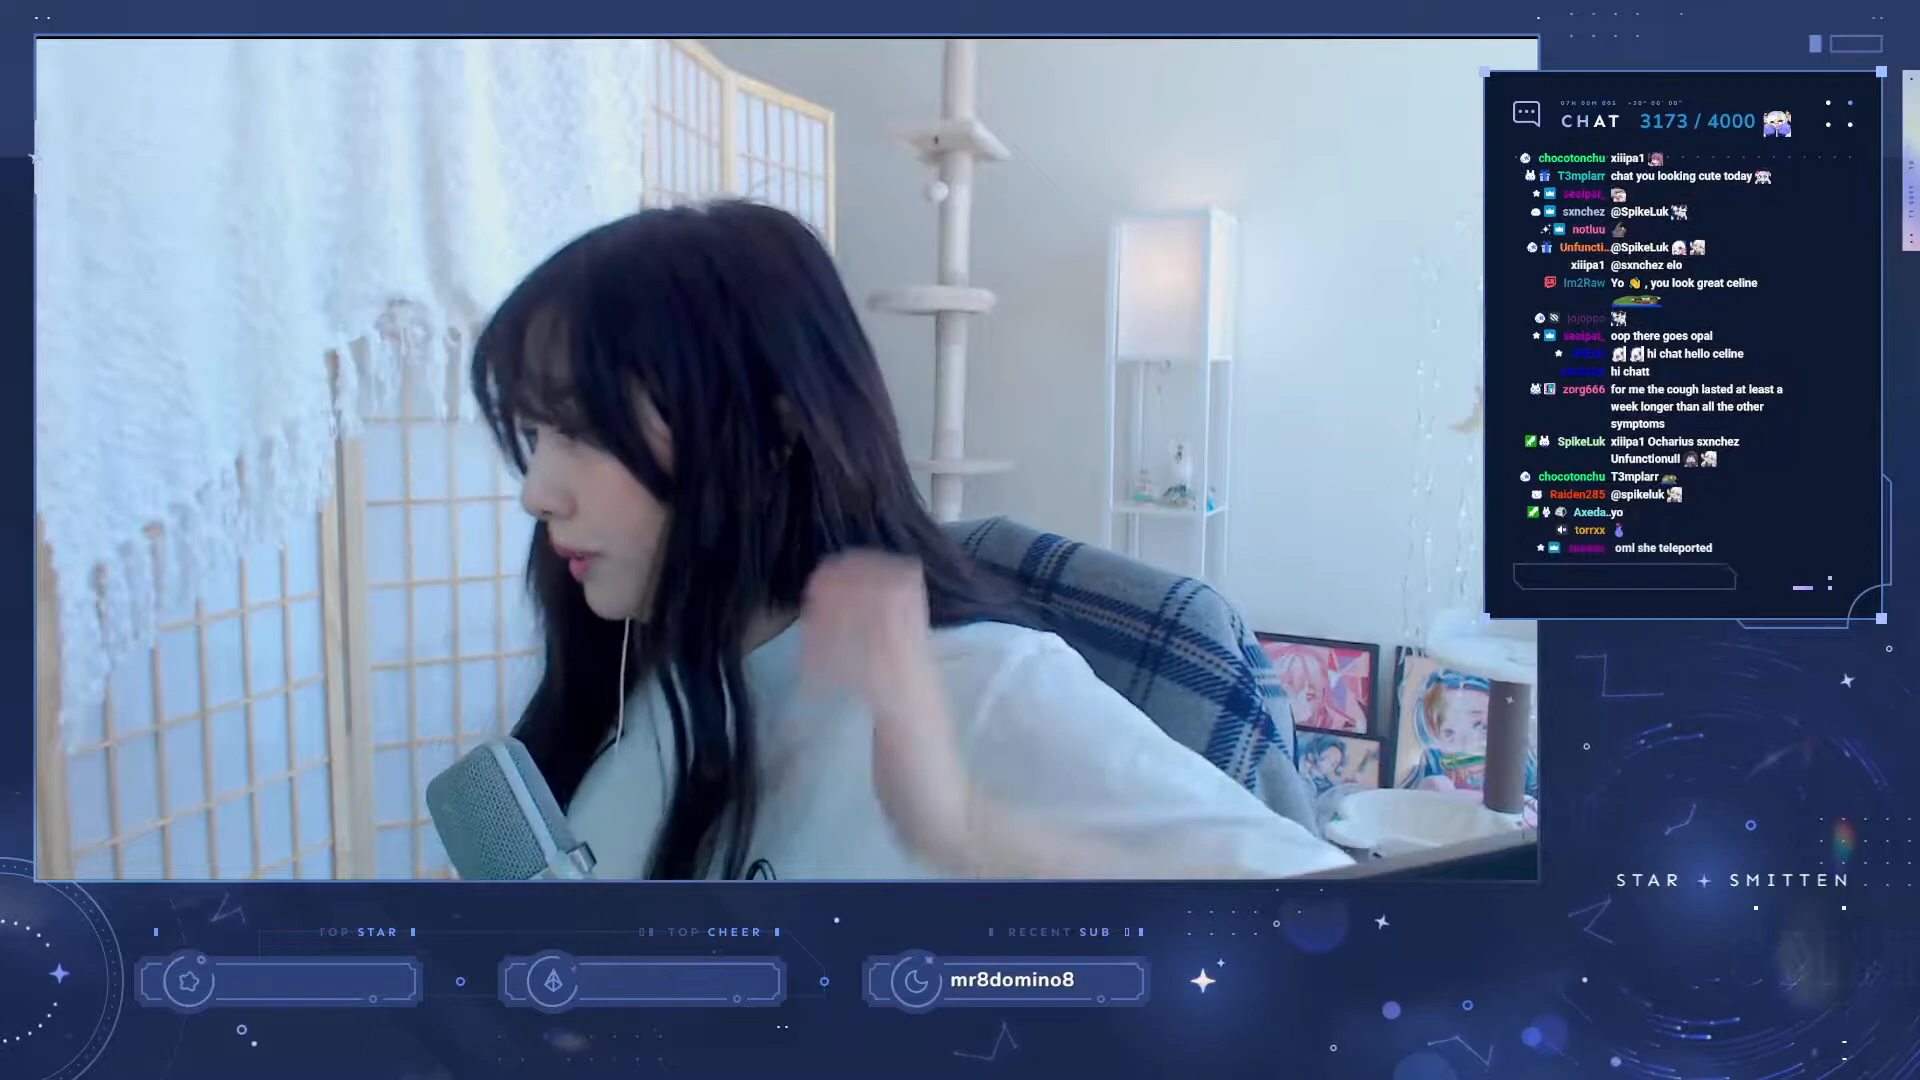 CHAT 3173 / 4000
chocotonchu xiiipa1
T3mplarr chat you looking cute today
sxnchez @SpikeLuk
notluu
Unfuncti.. @SpikeLuk
xiiipa1 @sxnchez elo
Im2Raw Yo 👋 , you look great celine
jojoppo
oop there goes opal
hi chat hello celine
hi chatt
zorg666 for me the cough lasted at least a
week longer than all the other
symptoms
SpikeLuk xiiipa1 Ocharius sxnchez
Unfunctionull
chocotonchu T3mplarr
Raiden285 @spikeluk
Axeda.. yo
torrxx
oml she teleported
STAR SMITTEN
TOP STAR
TOP CHEER
RECENT SUB
mr8domino8